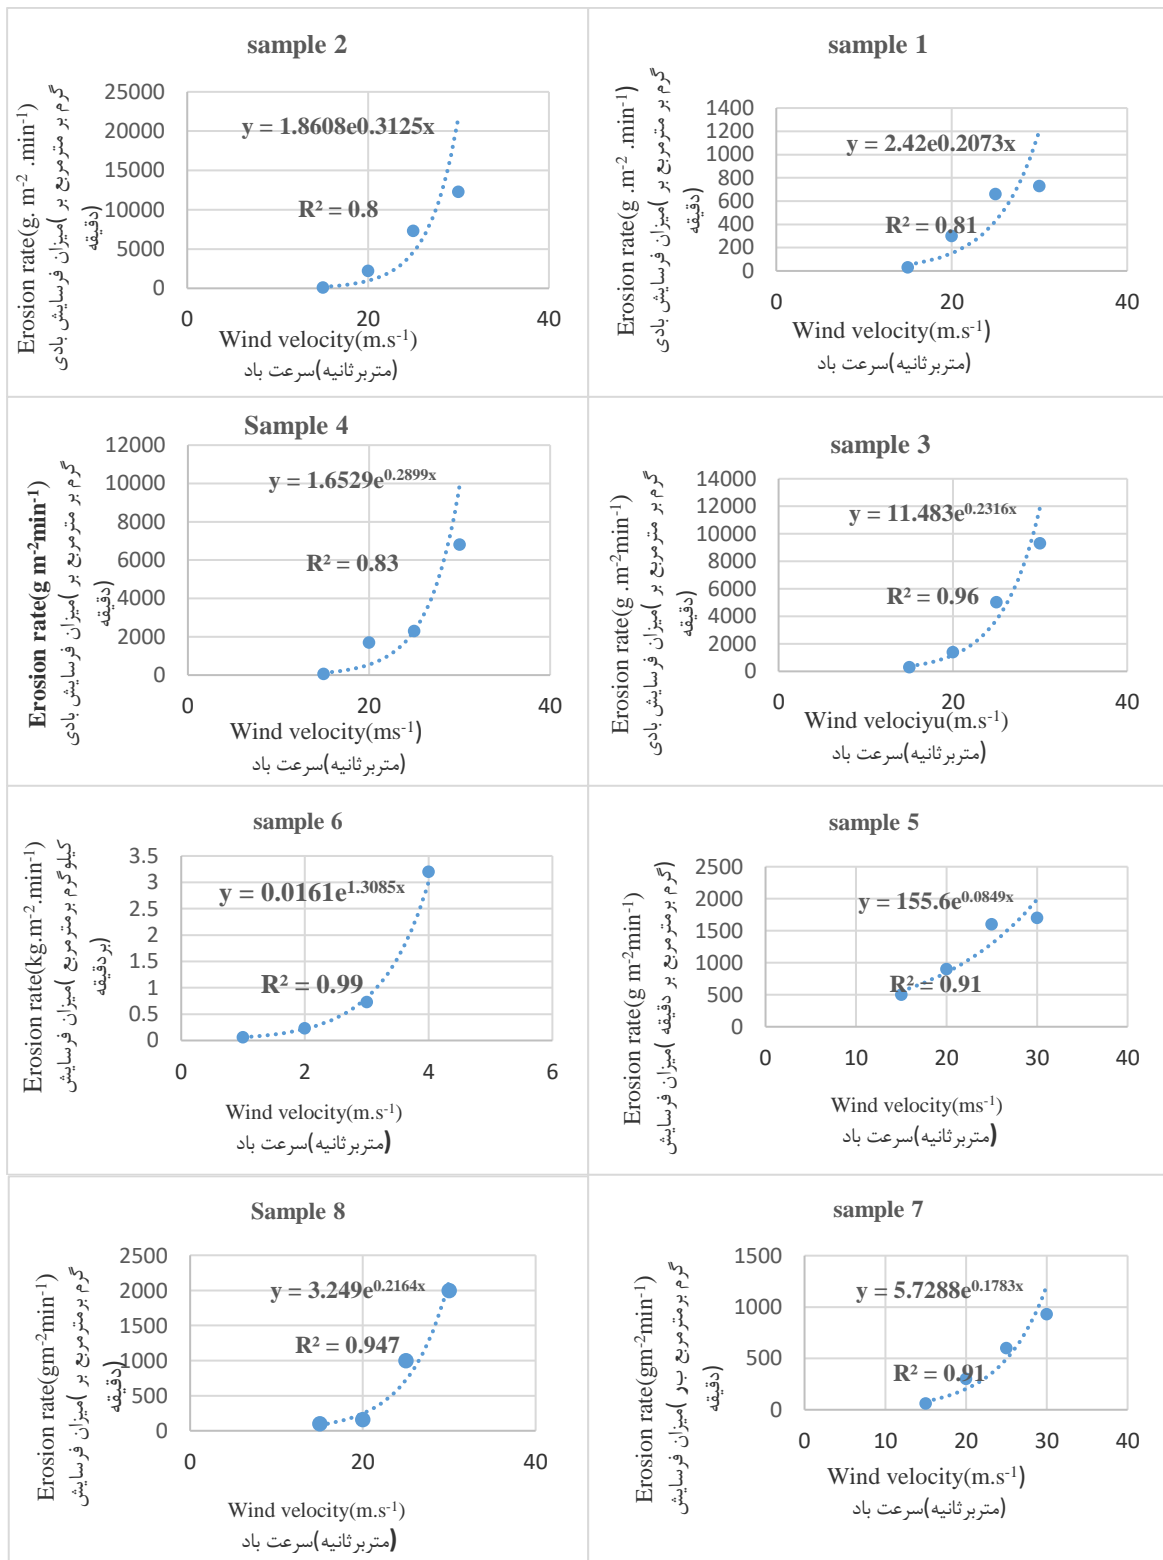 sample 2
Erosion rate(g. m-2 .min-1)
گرم بر مترمربع بر )میزان فرسایش بادی
(دقیقه
25000
20000
15000
10000
5000
0
y = 1.8608e0.3125x
R² = 0.8
0
20
40
Wind velocity(m.s-1)
(متربرثانیه)سرعت باد
sample 1
Erosion rate(g .m-2 .min-1)
گرم بر مترمربع بر )میزان فرسایش بادی
(دقیقه
1400
1200
1000
800
600
400
200
0
y = 2.42e0.2073x
R² = 0.81
0
20
40
Wind velocity(m.s-1)
(متربرثانیه)سرعت باد
Sample 4
Erosion rate(g m-2min-1)
گرم بر مترمربع بر )میزان فرسایش بادی
(دقیقه
12000
10000
8000
6000
4000
2000
0
y = 1.6529e0.2899x
R² = 0.83
0
20
40
Wind velocity(ms-1)
(متربرثانیه)سرعت باد
sample 3
Erosion rate(g .m-2min-1)
گرم بر مترمربع بر )میزان فرسایش بادی
(دقیقه
14000
12000
10000
8000
6000
4000
2000
0
y = 11.483e0.2316x
R² = 0.96
0
20
40
Wind velociyu(m.s-1)
(متربرثانیه)سرعت باد
sample 6
Erosion rate(kg.m-2.min-1)
کیلوگرم برمترمربع )میزان فرسایش
(بردقیقه
3.5
3
2.5
2
1.5
1
0.5
0
y = 0.0161e1.3085x
R² = 0.99
0
2
4
6
Wind velocity(m.s-1)
(متربرثانیه)سرعت باد
sample 5
Erosion rate(g m-2min-1)
(گرم برمترمربع بر دقیقه )میزان فرسایش
2500
2000
1500
1000
500
0
y = 155.6e0.0849x
R² = 0.91
0
10
20
30
40
Wind velocity(ms-1)
(متربرثانیه)سرعت باد
Sample 8
Erosion rate(gm-2min-1)
گرم برمترمربع بر )میزان فرسایش
(دقیقه
2500
2000
1500
1000
500
0
y = 3.249e0.2164x
R² = 0.947
0
20
40
Wind velocity(m.s-1)
(متربرثانیه)سرعت باد
sample 7
Erosion rate(gm-2min-1)
گرم برمترمربع بر )میزان فرسایش
(دقیقه
1500
1000
500
0
y = 5.7288e0.1783x
R² = 0.91
0
10
20
30
40
Wind velocity(m.s-1)
(متربرثانیه)سرعت باد